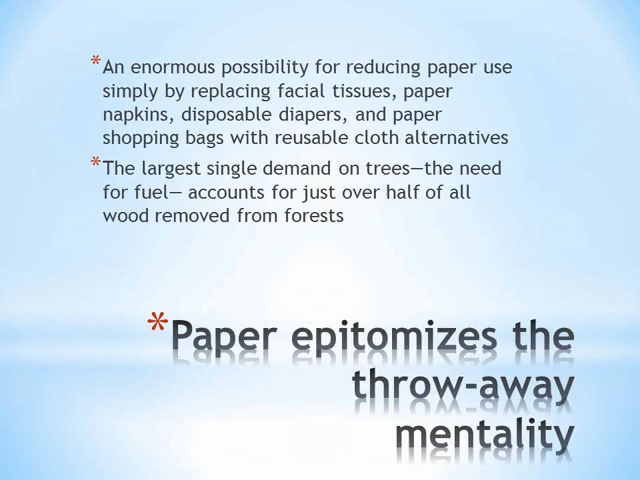 * An enormous possibility for reducing paper use
simply by replacing facial tissues, paper
napkins, disposable diapers, and paper
shopping bags with reusable cloth alternatives
* The largest single demand on trees—the need
for fuel— accounts for just over half of all
wood removed from forests
* Paper epitomizes the
throw-away
mentality